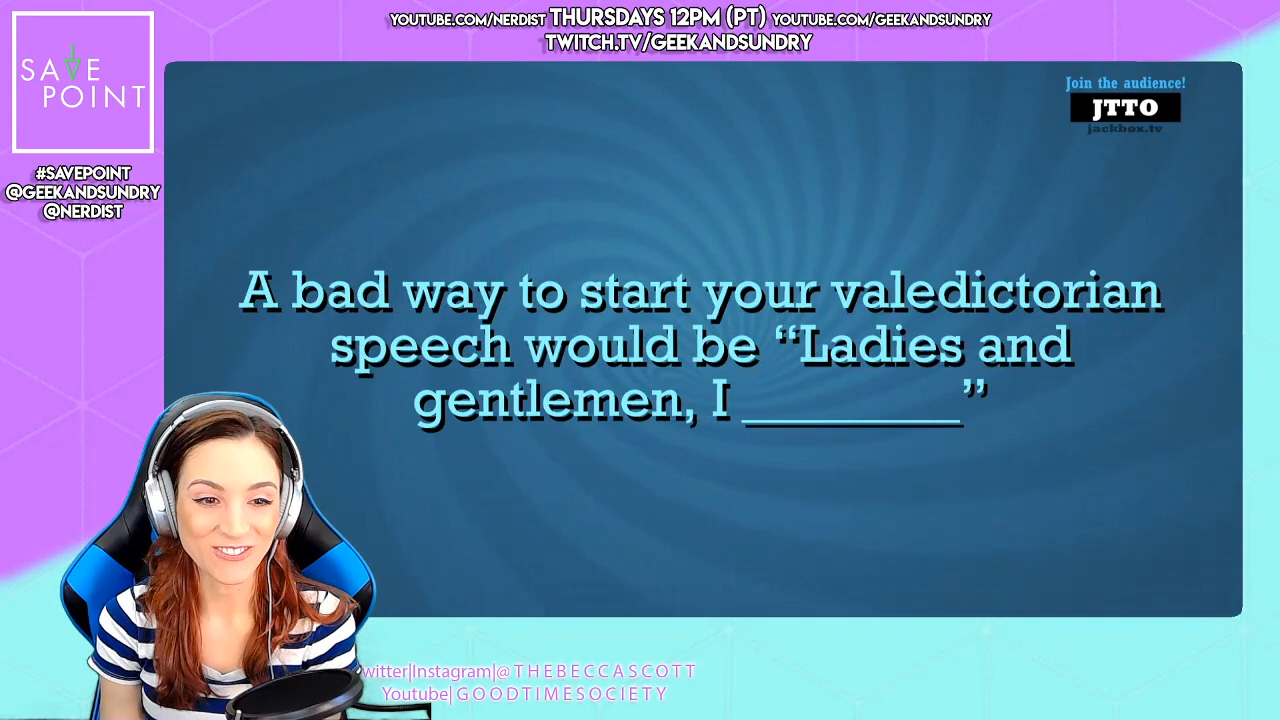 YOUTUBE.COM/NERDIST THURSDAYS 12PM (PT) YOUTUBE.COM/GEEKANDSUNDRY
TWITCH.TV/GEEKANDSUNDRY
SAVE
POINT
#SAVEPOINT
@GEEKANDSUNDRY
@NERDIST
Join the audience!
JTTO
jackbox.tv
A bad way to start your valedictorian
speech would be “Ladies and
gentlemen, I ________”
witter|Instagram|@THEBECCASCOTT
Youtube|GOODTIMESOCIETY